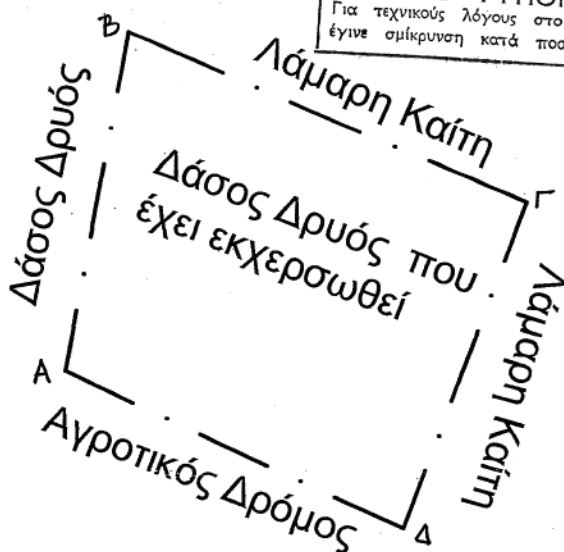 Για τεχνικούς λόγους στο
έγινε σμίκρυνση κατά ποσ
Β
Λάμαρη Καίτη
Γ
Δάσος Δρυός
Δάσος Δρυός που
έχει εκχερσωθεί
Λάμαρη Καίτη
Α
Αγροτικός Δρόμος
Δ